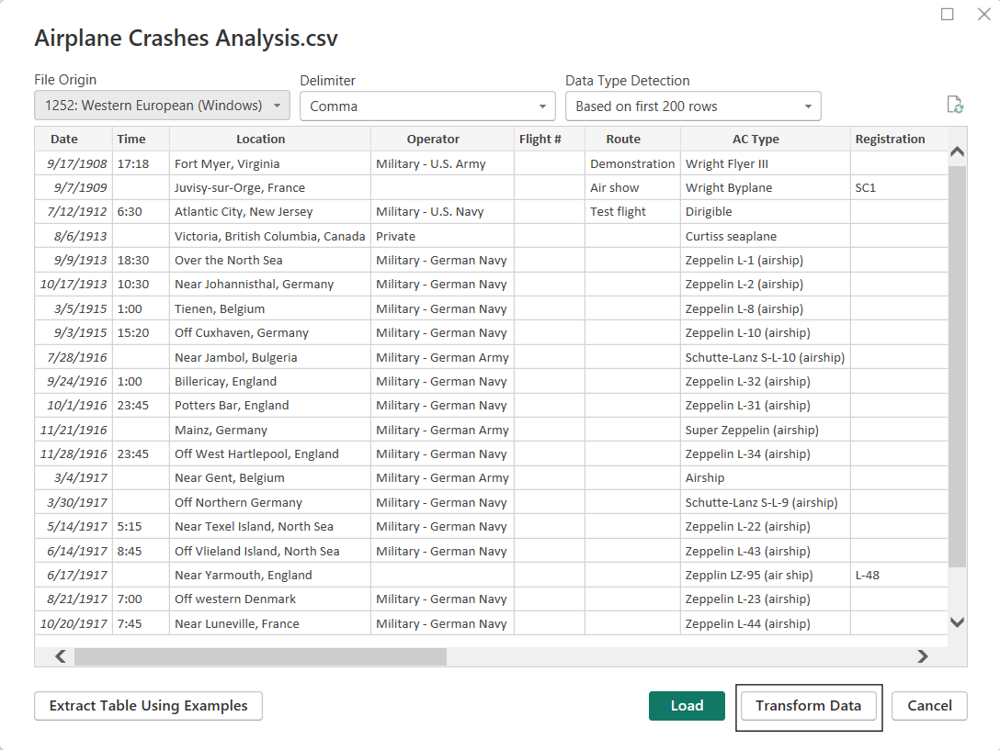 Airplane Crashes Analysis.csv
File Origin Delimiter Data Type Detection
1252: Western European (Windows) Comma Based on first 200 rows
Date Time Location Operator Flight # Route AC Type Registration
9/17/1908 17:18 Fort Myer, Virginia Military - U.S. Army Demonstration Wright Flyer III
9/7/1909 Juvisy-sur-Orge, France Air show Wright Byplane SC1
7/12/1912 6:30 Atlantic City, New Jersey Military - U.S. Navy Test flight Dirigible
8/6/1913 Victoria, British Columbia, Canada Private Curtiss seaplane
9/9/1913 18:30 Over the North Sea Military - German Navy Zeppelin L-1 (airship)
10/17/1913 10:30 Near Johannisthal, Germany Military - German Navy Zeppelin L-2 (airship)
3/5/1915 1:00 Tienen, Belgium Military - German Navy Zeppelin L-8 (airship)
9/3/1915 15:20 Off Cuxhaven, Germany Military - German Navy Zeppelin L-10 (airship)
7/28/1916 Near Jambol, Bulgeria Military - German Army Schutte-Lanz S-L-10 (airship)
9/24/1916 1:00 Billericay, England Military - German Navy Zeppelin L-32 (airship)
10/1/1916 23:45 Potters Bar, England Military - German Navy Zeppelin L-31 (airship)
11/21/1916 Mainz, Germany Military - German Army Super Zeppelin (airship)
11/28/1916 23:45 Off West Hartlepool, England Military - German Navy Zeppelin L-34 (airship)
3/4/1917 Near Gent, Belgium Military - German Army Airship
3/30/1917 Off Northern Germany Military - German Navy Schutte-Lanz S-L-9 (airship)
5/14/1917 5:15 Near Texel Island, North Sea Military - German Navy Zeppelin L-22 (airship)
6/14/1917 8:45 Off Vlieland Island, North Sea Military - German Navy Zeppelin L-43 (airship)
6/17/1917 Near Yarmouth, England Zepplin LZ-95 (air ship) L-48
8/21/1917 7:00 Off western Denmark Military - German Navy Zeppelin L-23 (airship)
10/20/1917 7:45 Near Luneville, France Military - German Navy Zeppelin L-44 (airship)
Extract Table Using Examples Load Transform Data Cancel